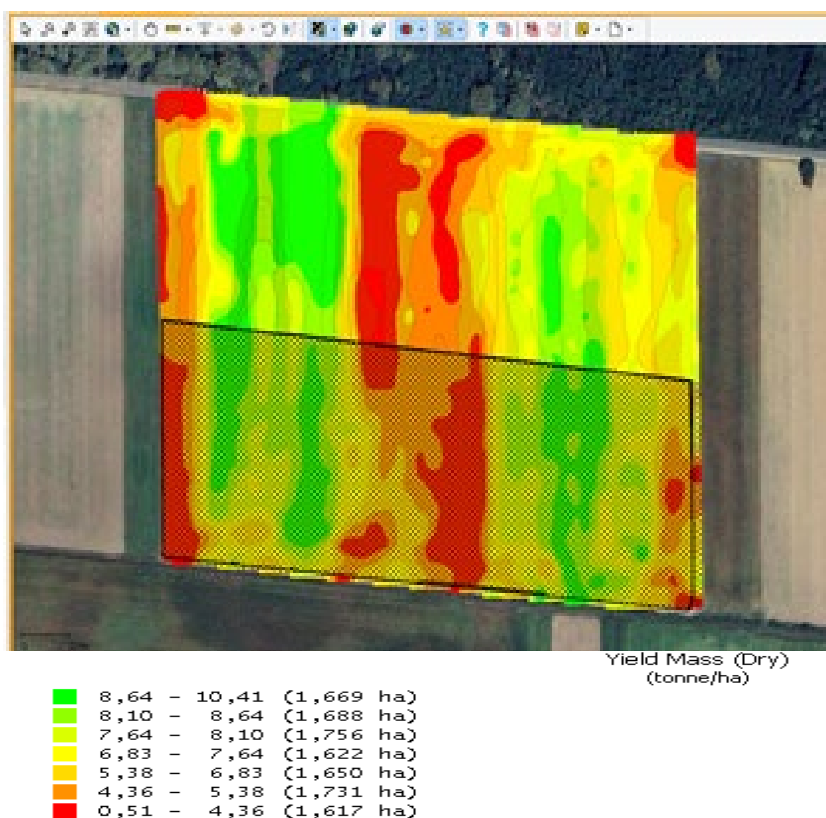 Yield Mass (Dry)
(tonne/ha)
8,64 - 10,41 (1,669 ha)
8,10 - 8,64 (1,688 ha)
7,64 - 8,10 (1,756 ha)
6,83 - 7,64 (1,622 ha)
5,38 - 6,83 (1,650 ha)
4,36 - 5,38 (1,731 ha)
0,51 - 4,36 (1,617 ha)